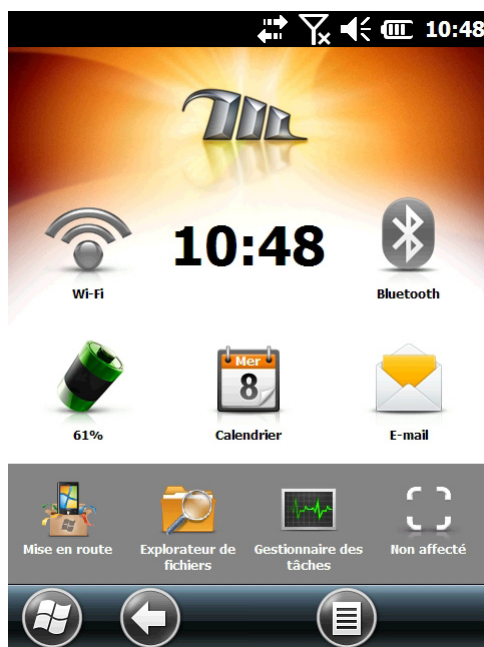 10:48
10:48
Wi-Fi
Bluetooth
Mer
8
61%
Calendrier
E-mail
Mise en route
Explorateur de
fichiers
Gestionnaire des
tâches
Non affecté